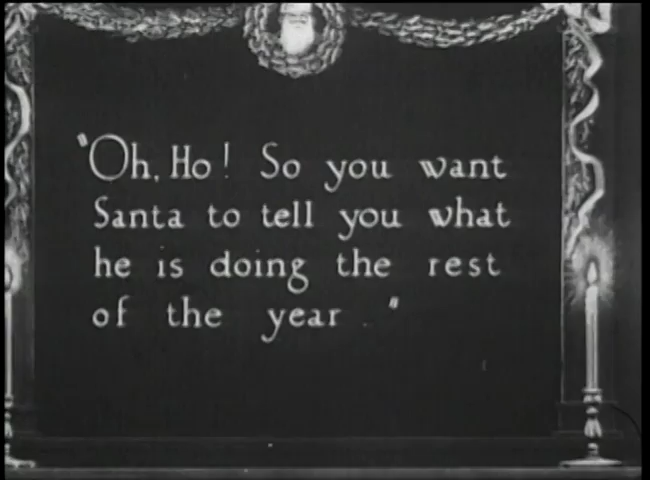 "Oh, Ho! So you want
Santa to tell you what
he is doing the rest
of the year ."